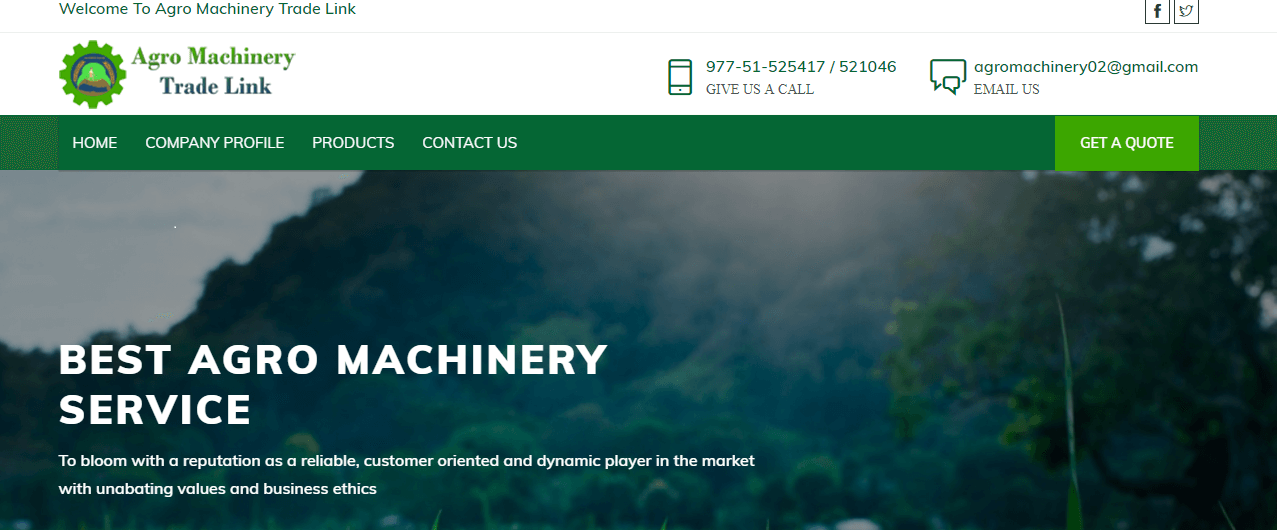 Welcome To Agro Machinery Trade Link
Agro Machinery
Trade Link
977-51-525417 / 521046
GIVE US A CALL
agromachinery02@gmail.com
EMAIL US
HOME COMPANY PROFILE PRODUCTS CONTACT US GET A QUOTE
BEST AGRO MACHINERY
SERVICE
To bloom with a reputation as a reliable, customer oriented and dynamic player in the market
with unabating values and business ethics